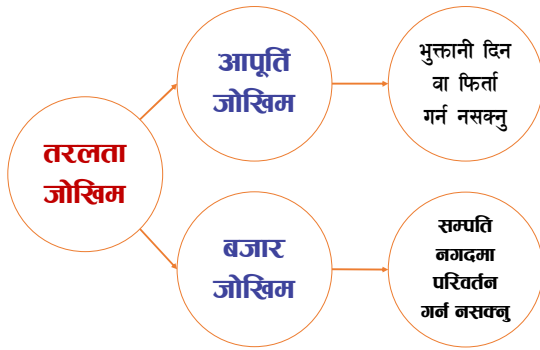 तरलता
जोखिम
आपूर्ति
जोखिम
भुक्तानी दिन
वा फिर्ता
गर्न नसक्नु
बजार
जोखिम
सम्पति
नगदमा
परिवर्तन
गर्न नसक्नु